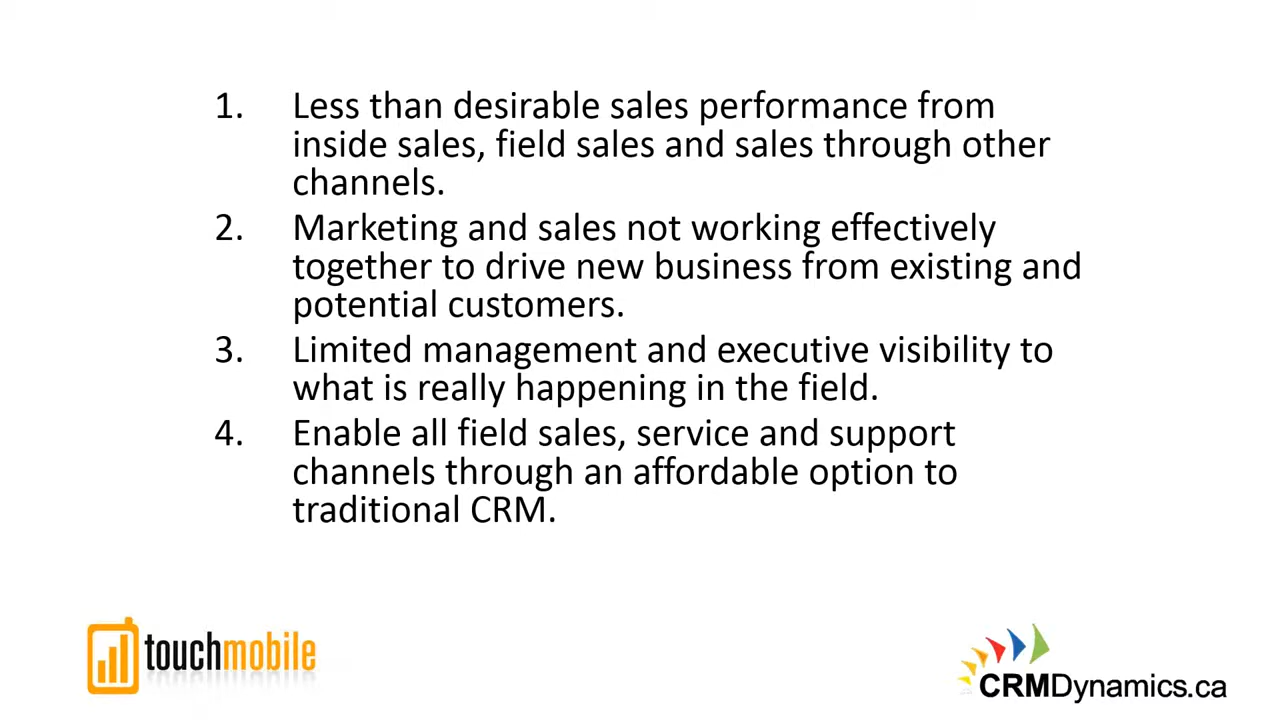 1. Less than desirable sales performance from
inside sales, field sales and sales through other
channels.
2. Marketing and sales not working effectively
together to drive new business from existing and
potential customers.
3. Limited management and executive visibility to
what is really happening in the field.
4. Enable all field sales, service and support
channels through an affordable option to
traditional CRM.
touchmobile
CRMDynamics.ca